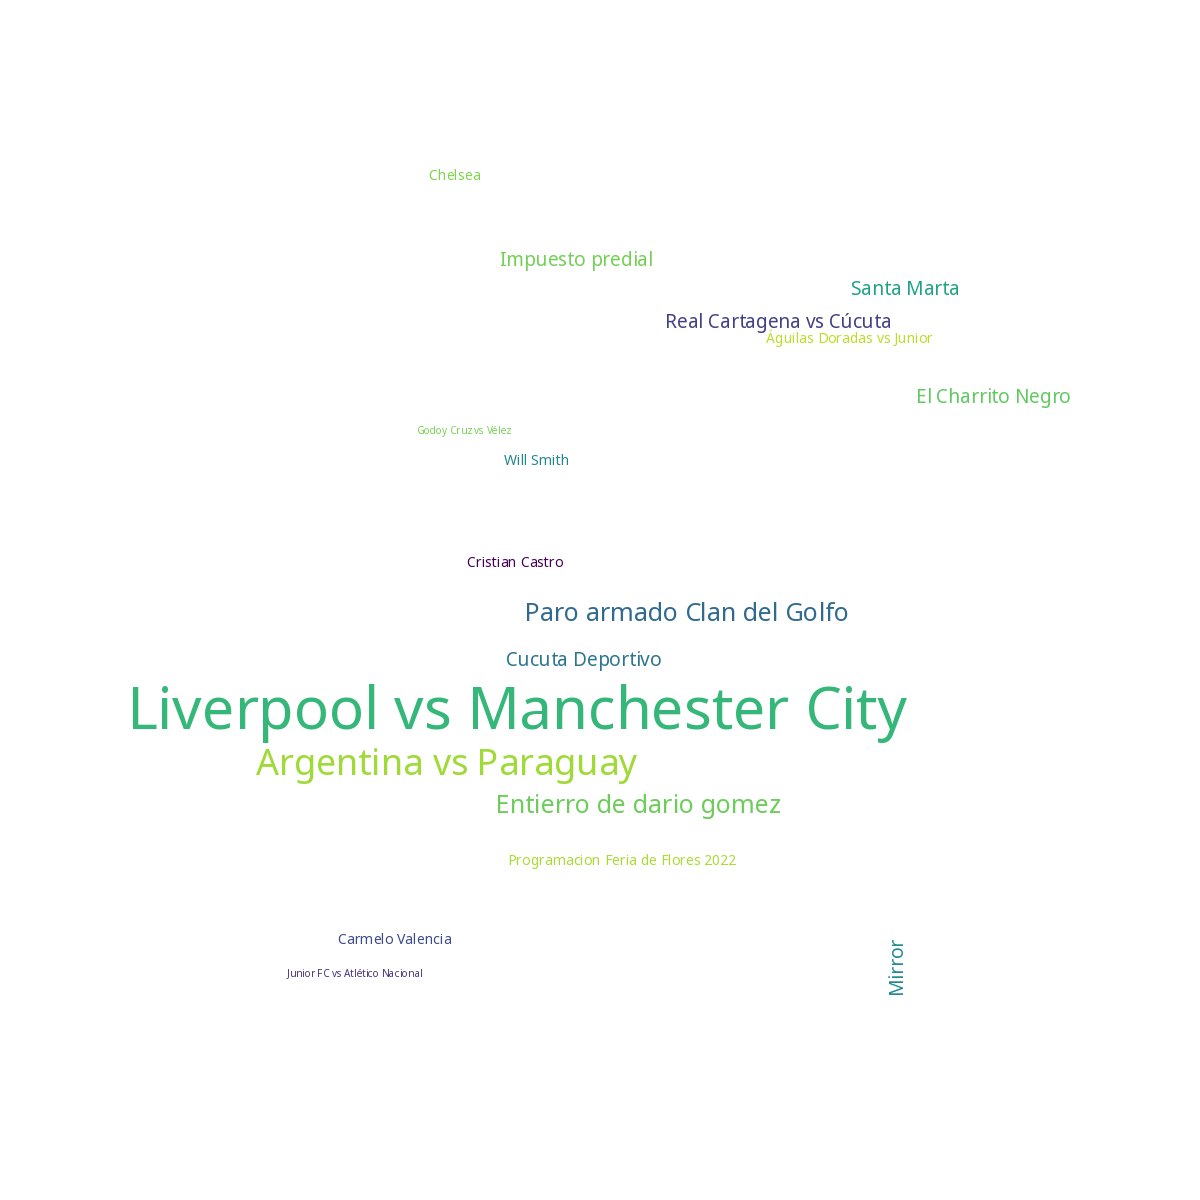 Chelsea
Impuesto predial
Santa Marta
Real Cartagena vs Cúcuta
Águilas Doradas vs Junior
El Charrito Negro
Godoy Cruz vs Vélez
Will Smith
Cristian Castro
Paro armado Clan del Golfo
Cucuta Deportivo
Liverpool vs Manchester City
Argentina vs Paraguay
Entierro de dario gomez
Programacion Feria de Flores 2022
Carmelo Valencia
Mirror
Junior FC vs Atlético Nacional